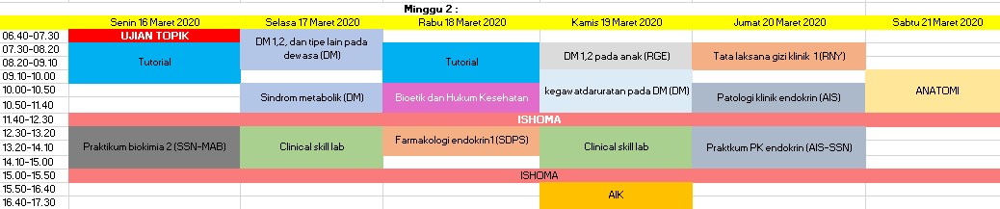 Minggu 2 :
Senin 16 Maret 2020 Selasa 17 Maret 2020 Rabu 18 Maret 2020 Kamis 19 Maret 2020 Jumat 20 Maret 2020 Sabtu 21 Maret 2020
06.40-07.30 UJIAN TOPIK
DM 1,2, dan tipe lain pada
dewasa (DM)
07.30-08.20
08.20-09.10
Tutorial
Tutorial
DM 1,2 pada anak (RGE)
Tata laksana gizi klinik 1 (RNY)
09.10-10.00
10.00-10.50
10.50-11.40
Sindrom metabolik (DM)
Bioetik dan Hukum Kesehatan
kegawatdaruratan pada DM (DM)
Patologi klinik endokrin (AIS)
ANATOMI
11.40-12.30 ISHOMA
12.30-13.20
13.20-14.10
14.10-15.00
Praktikum biokimia 2 (SSN-MAB)
Clinical skill lab
Farmakologi endokrin1 (SDPS)
Clinical skill lab
Praktkum PK endokrin (AIS-SSN)
15.00-15.50 ISHOMA
15.50-16.40
16.40-17.30
AIK